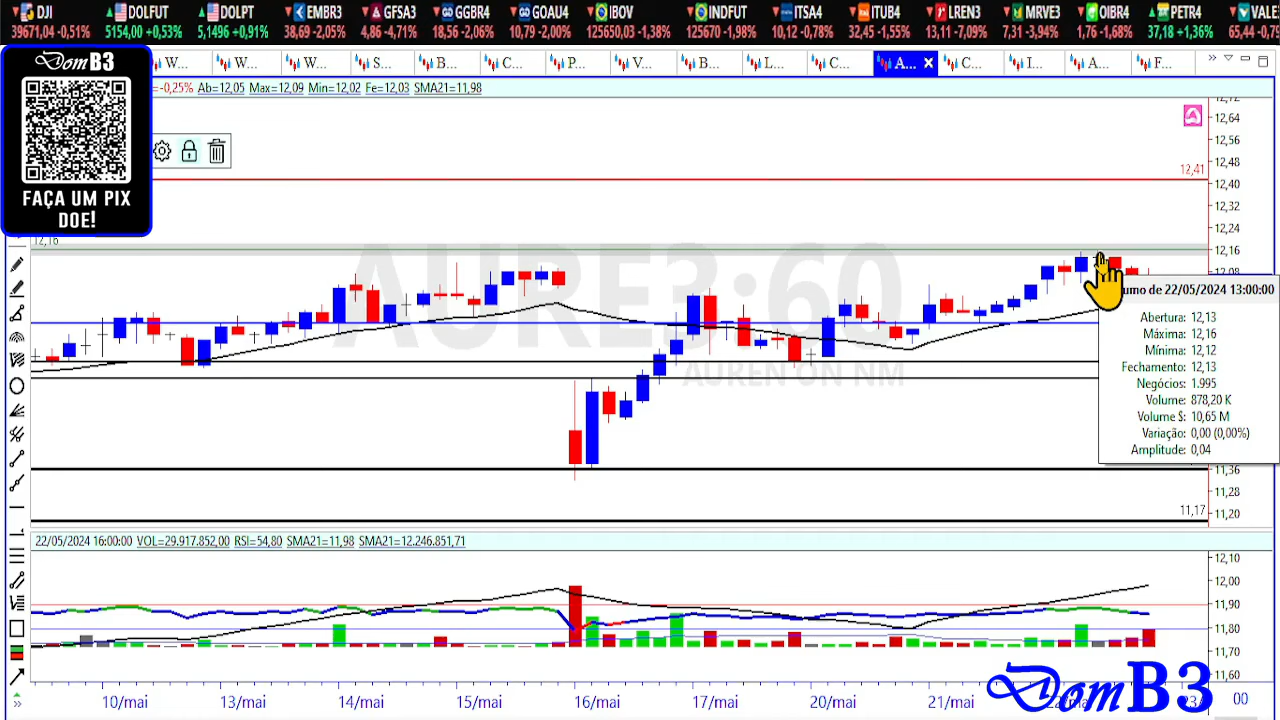 DJI DOLFUT DOLPT EMBR3 GFSA3 GGBR4 GOAU4 IBOV INDFUT ITSA4 ITUB4 LREN3 MRVE3 OIBR4 PETR4 VALE
39671,04 -0,51% 5154,00 +0,53% 5,1496 +0,91% 38,69 -2,05% 4,86 -4,71% 18,56 -2,06% 10,79 -2,00% 125650,03 -1,38% 125670 -1,98% 10,12 -0,78% 32,45 -1,55% 13,11 -7,09% 7,31 -3,94% 1,76 -1,68% 37,18 +1,36% 65,44 -0,7
DomB3
W... W... W... S... B... C... P... V... B... L... C... A... C... I... A... F...
-0,25% Ab=12,05 Max=12,09 Min=12,02 Fe=12,03 SMA21=11,98
FAÇA UM PIX
DOE!
12,64
12,56
12,48
12,41
12,40
12,32
12,24
12,16
12,16
12,08
AURE3:60
AUREN ON NM
umo de 22/05/2024 13:00:00
Abertura: 12,13
Máxima: 12,16
Mínima: 12,12
Fechamento: 12,13
Negócios: 1.995
Volume: 878,20 K
Volume $: 10,65 M
Variação: 0,00 (0,00%)
Amplitude: 0,04
11,36
11,28
11,17
11,20
22/05/2024 16:00:00 VOL=29.917.852,00 RSI=54,80 SMA21=11,98 SMA21=12.246.851,71
12,10
12,00
11,90
11,80
11,70
11,60
DomB3
10/mai 13/mai 14/mai 15/mai 16/mai 17/mai 20/mai 21/mai 22/mai 00